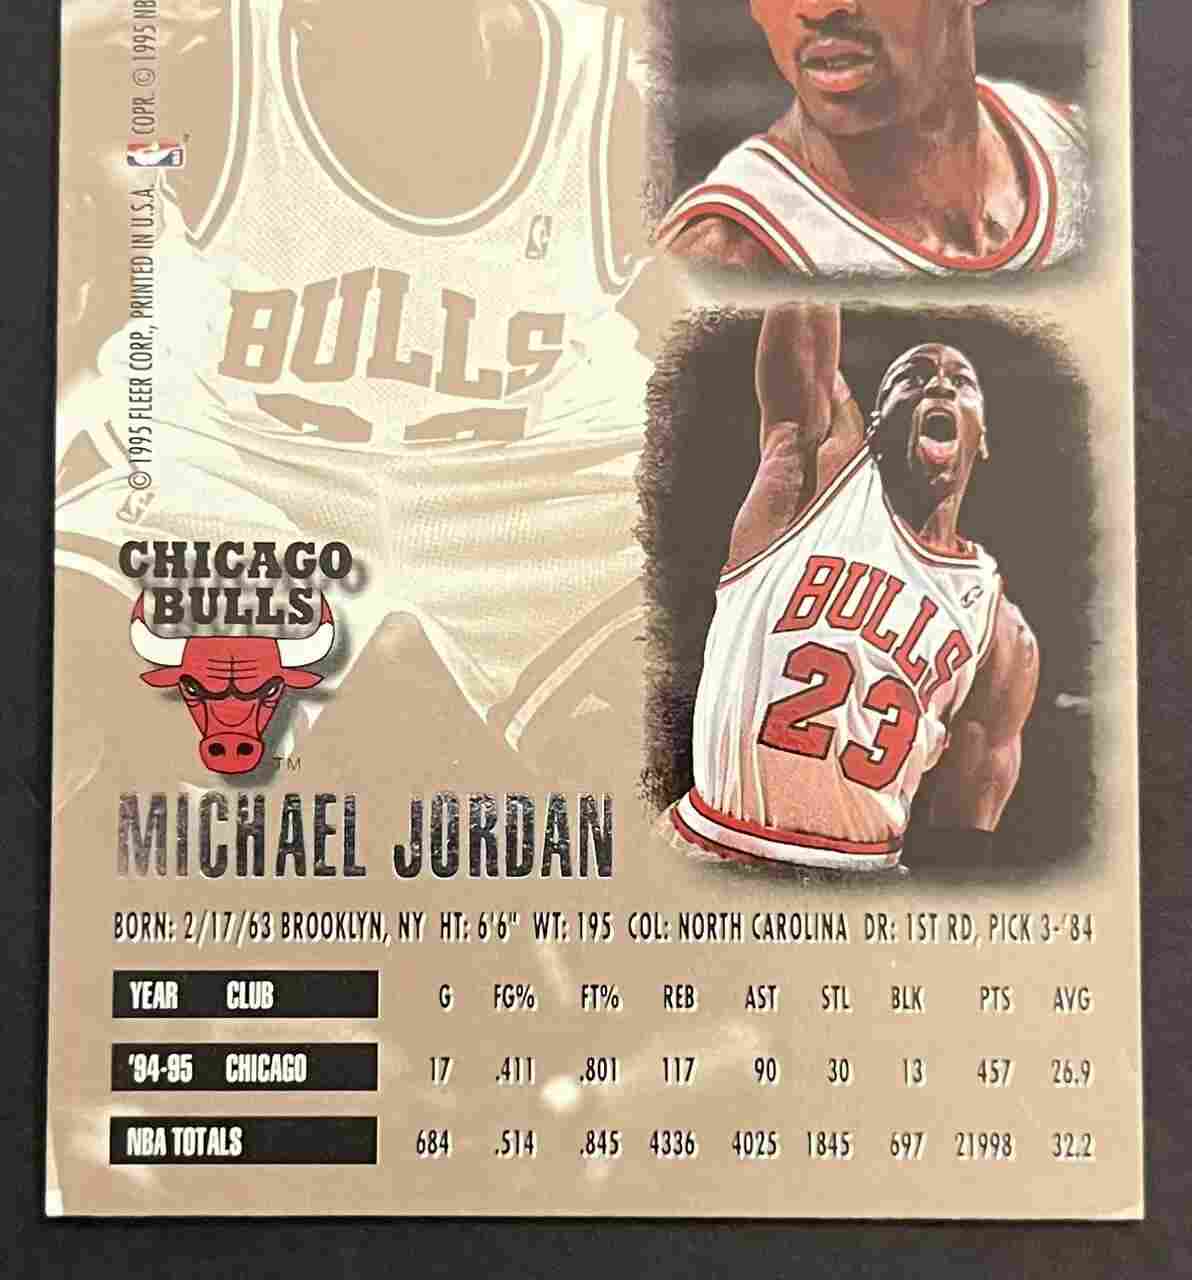 © 1995 FLEER CORP., PRINTED IN U.S.A. COPR. © 1995 NB
BULLS
BULLS
23
CHICAGO
BULLS
TM
MICHAEL JORDAN
BORN: 2/17/63 BROOKLYN, NY HT: 6'6" WT: 195 COL: NORTH CAROLINA DR: 1ST RD, PICK 3-'84
YEAR CLUB G FG% FT% REB AST STL BLK PTS AVG
'94-95 CHICAGO 17 .411 .801 117 90 30 13 457 26.9
NBA TOTALS 684 .514 .845 4336 4025 1845 697 21998 32.2